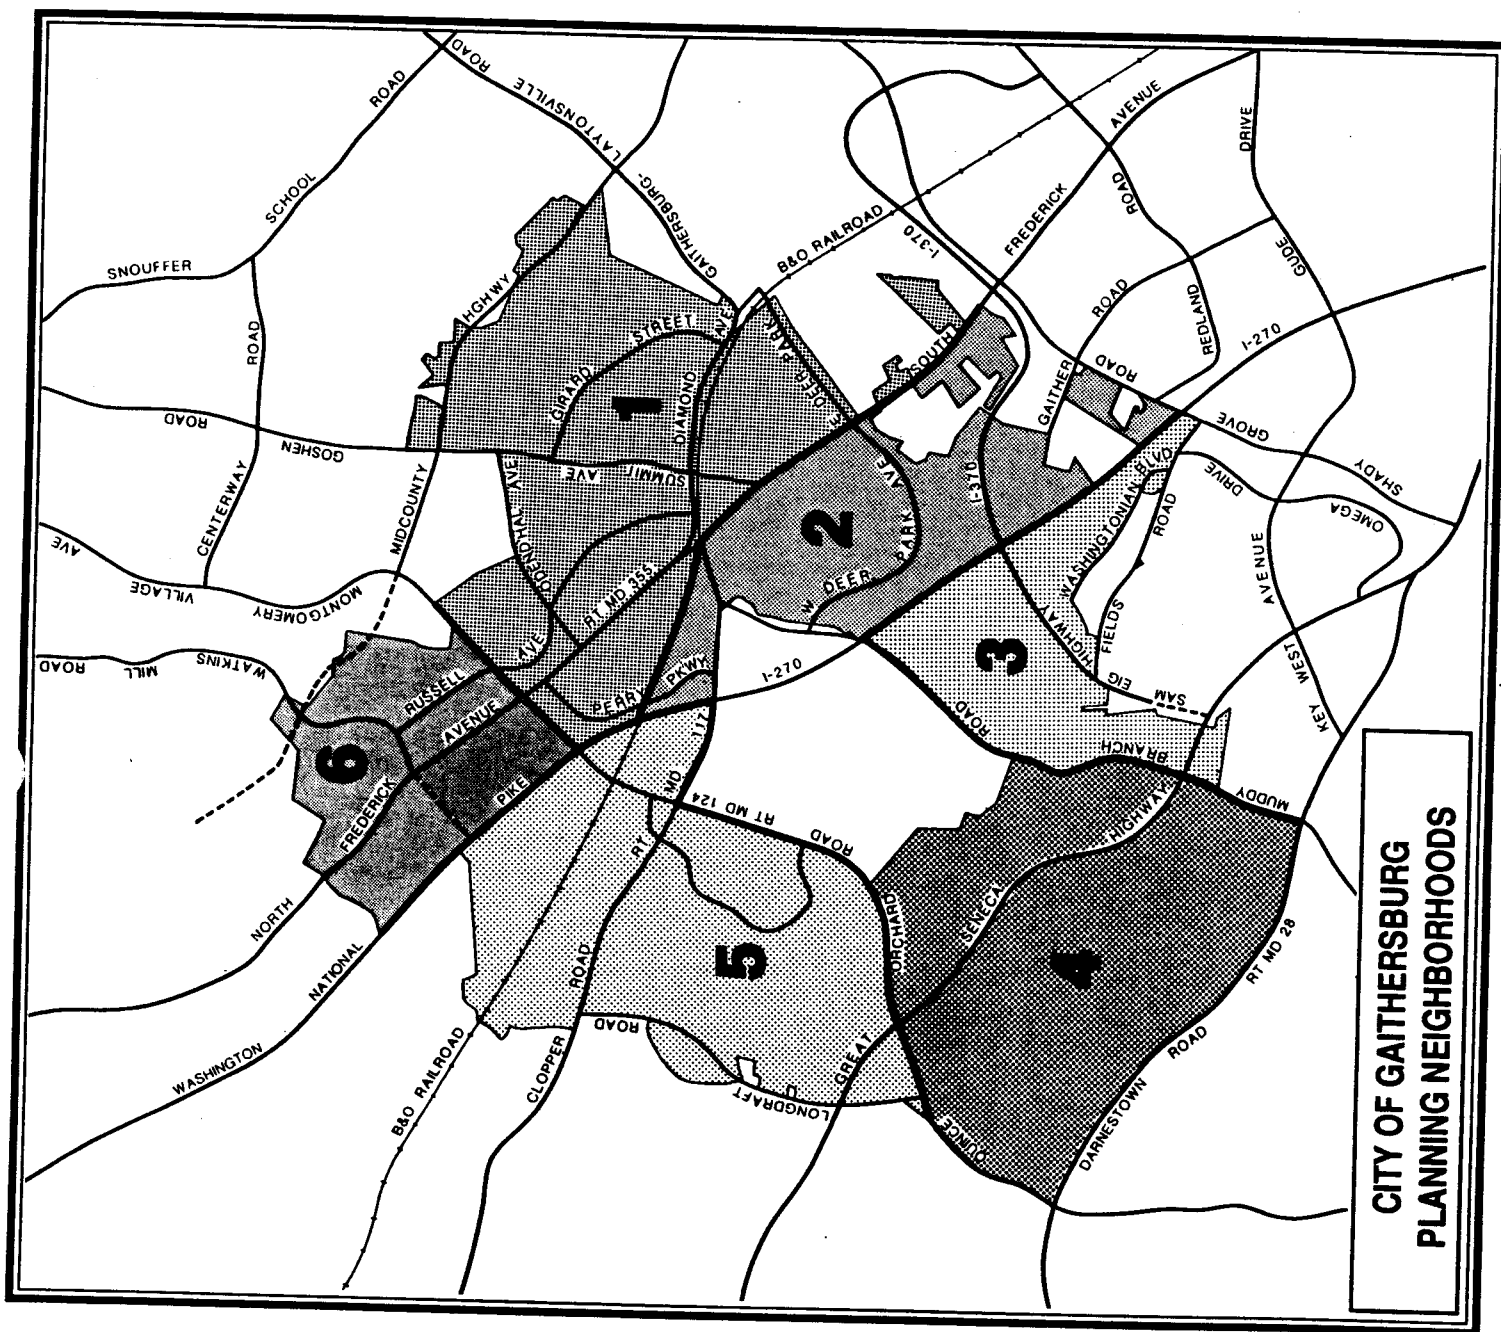 CITY OF GAITHERSBURG
PLANNING NEIGHBORHOODS
SNOUFFER
SCHOOL
ROAD
GAITHERSBURG-
LAYTONSVILLE
ROAD
GOSHEN
ROAD
CENTERWAY
ROAD
MONTGOMERY
VILLAGE
AVE
WATKINS
MILL
ROAD
MIDCOUNTY
HGHWY
GIRARD
STREET
DIAMOND
AVE
SUMMIT
AVE
ODENDHAL AVE
RT MD 355
AVE
PERRY
PKWY
RUSSELL
AVENUE
FREDERICK
NORTH
WASHINGTON
NATIONAL
PIKE
B&O RAILROAD
B&O RAILROAD
I-370
I-370
SOUTH
FREDERICK
AVENUE
E DEER PARK
W DEER
PARK
AVE
REDLAND
ROAD
GAITHER
ROAD
GUDE
DRIVE
I-270
I-270
SHADY
GROVE
ROAD
OMEGA
DRIVE
WASHINGTONIAN BLVD
FIELDS
ROAD
SAM
EIG
HIGHWAY
KEY
WEST
AVENUE
MUDDY
BRANCH
ROAD
GREAT
SENECA
HIGHWAY
RT MD 28
DARNESTOWN
ROAD
QUINCE
ORCHARD
ROAD
RT MD 124
RT
MD
117
CLOPPER
ROAD
LONGDRAFT
ROAD
1
2
3
4
5
6